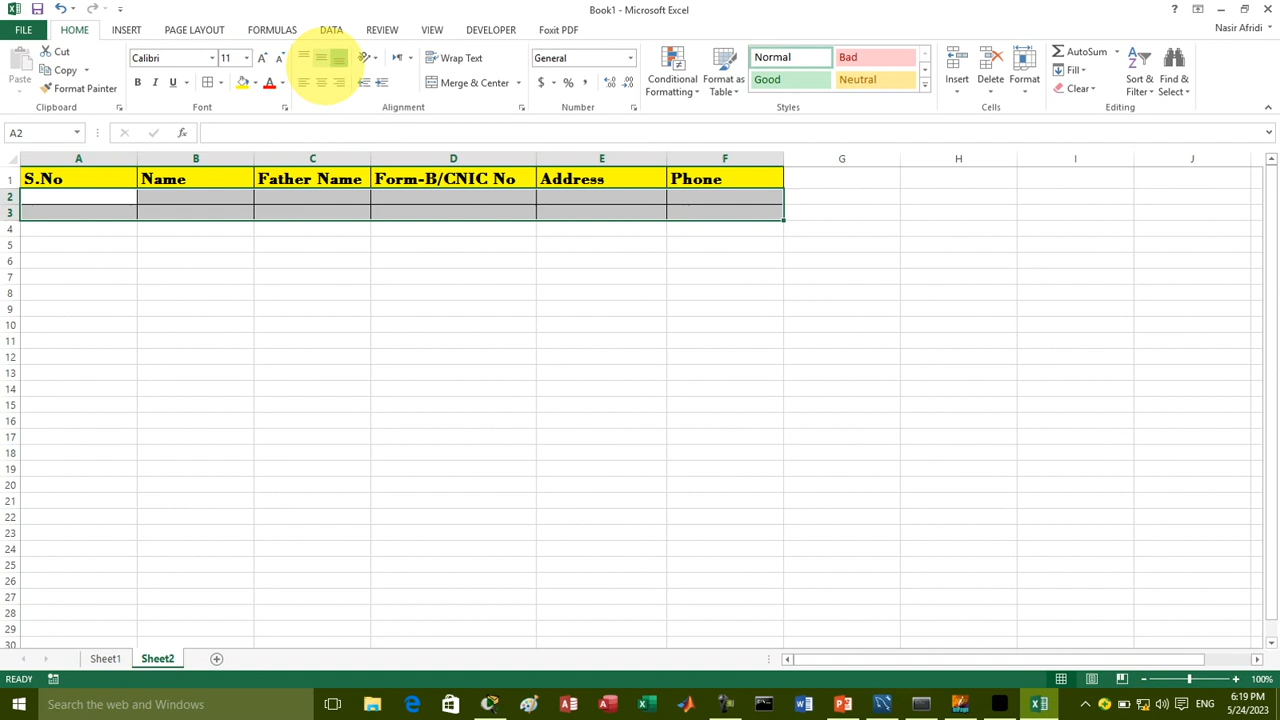 Book1 - Microsoft Excel
FILE HOME INSERT PAGE LAYOUT FORMULAS DATA REVIEW VIEW DEVELOPER Foxit PDF Nasir Afridi
Paste
Cut
Copy
Format Painter
Clipboard
Calibri 11
B I U
Font
Wrap Text
Merge & Center
Alignment
General
$ % ,
Number
Conditional
Formatting
Format as
Table
Normal Bad
Good Neutral
Styles
Insert Delete Format
Cells
AutoSum
Fill
Clear
Sort &
Filter
Find &
Select
Editing
A2
A B C D E F G H I J
1 S.No Name Father Name Form-B/CNIC No Address Phone
2
3
4
5
6
7
8
9
10
11
12
13
14
15
16
17
18
19
20
21
22
23
24
25
26
27
28
29
30
Sheet1 Sheet2
READY 100%
Search the web and Windows
6:19 PM
5/24/2023